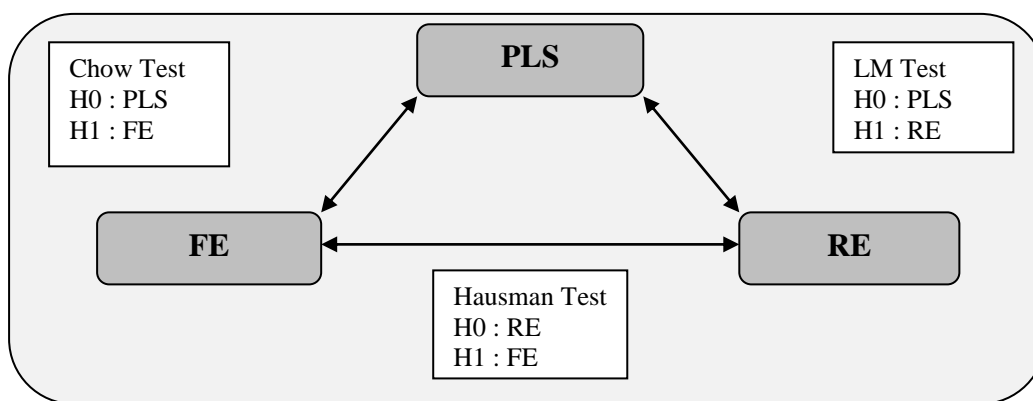 PLS
Chow Test
H0 : PLS
H1 : FE
LM Test
H0 : PLS
H1 : RE
FE
RE
Hausman Test
H0 : RE
H1 : FE